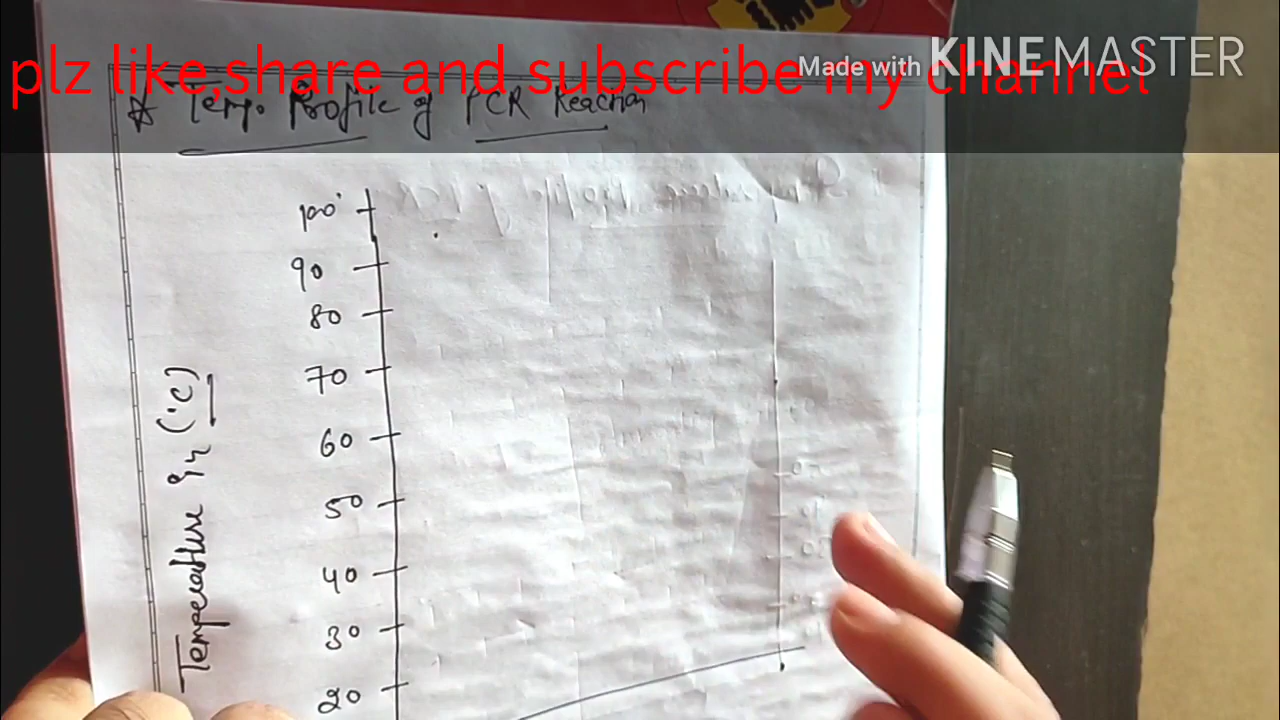 plz like,share and subscribe my channel
Made with KINEMASTER
* Temp. Profile of PCR Reaction
100°
90
80
70
60
50
40
30
20
Temperature in (°C)